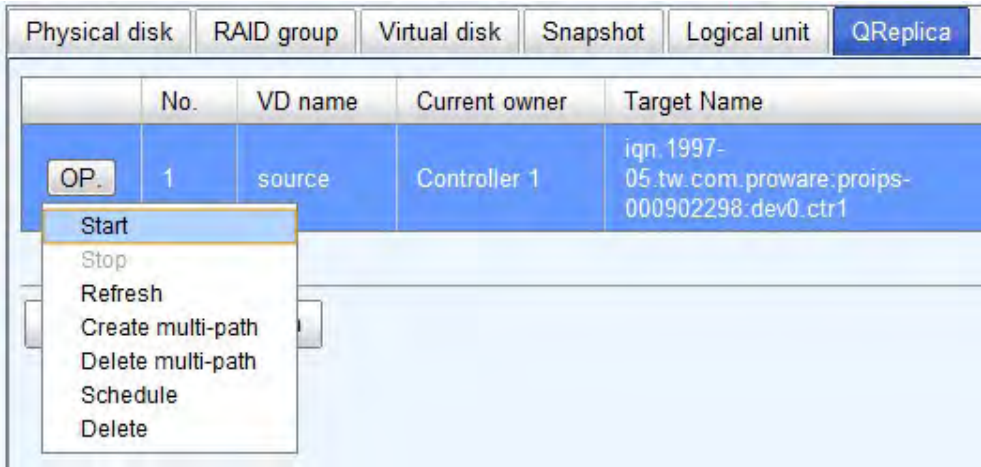 Physical disk RAID group Virtual disk Snapshot Logical unit QReplica
No. VD name Current owner Target Name
OP. 1 source Controller 1 iqn.1997-
05.tw.com.proware:proips-
000902298:dev0.ctr1
Start
Stop
Refresh
Create multi-path
Delete multi-path
Schedule
Delete